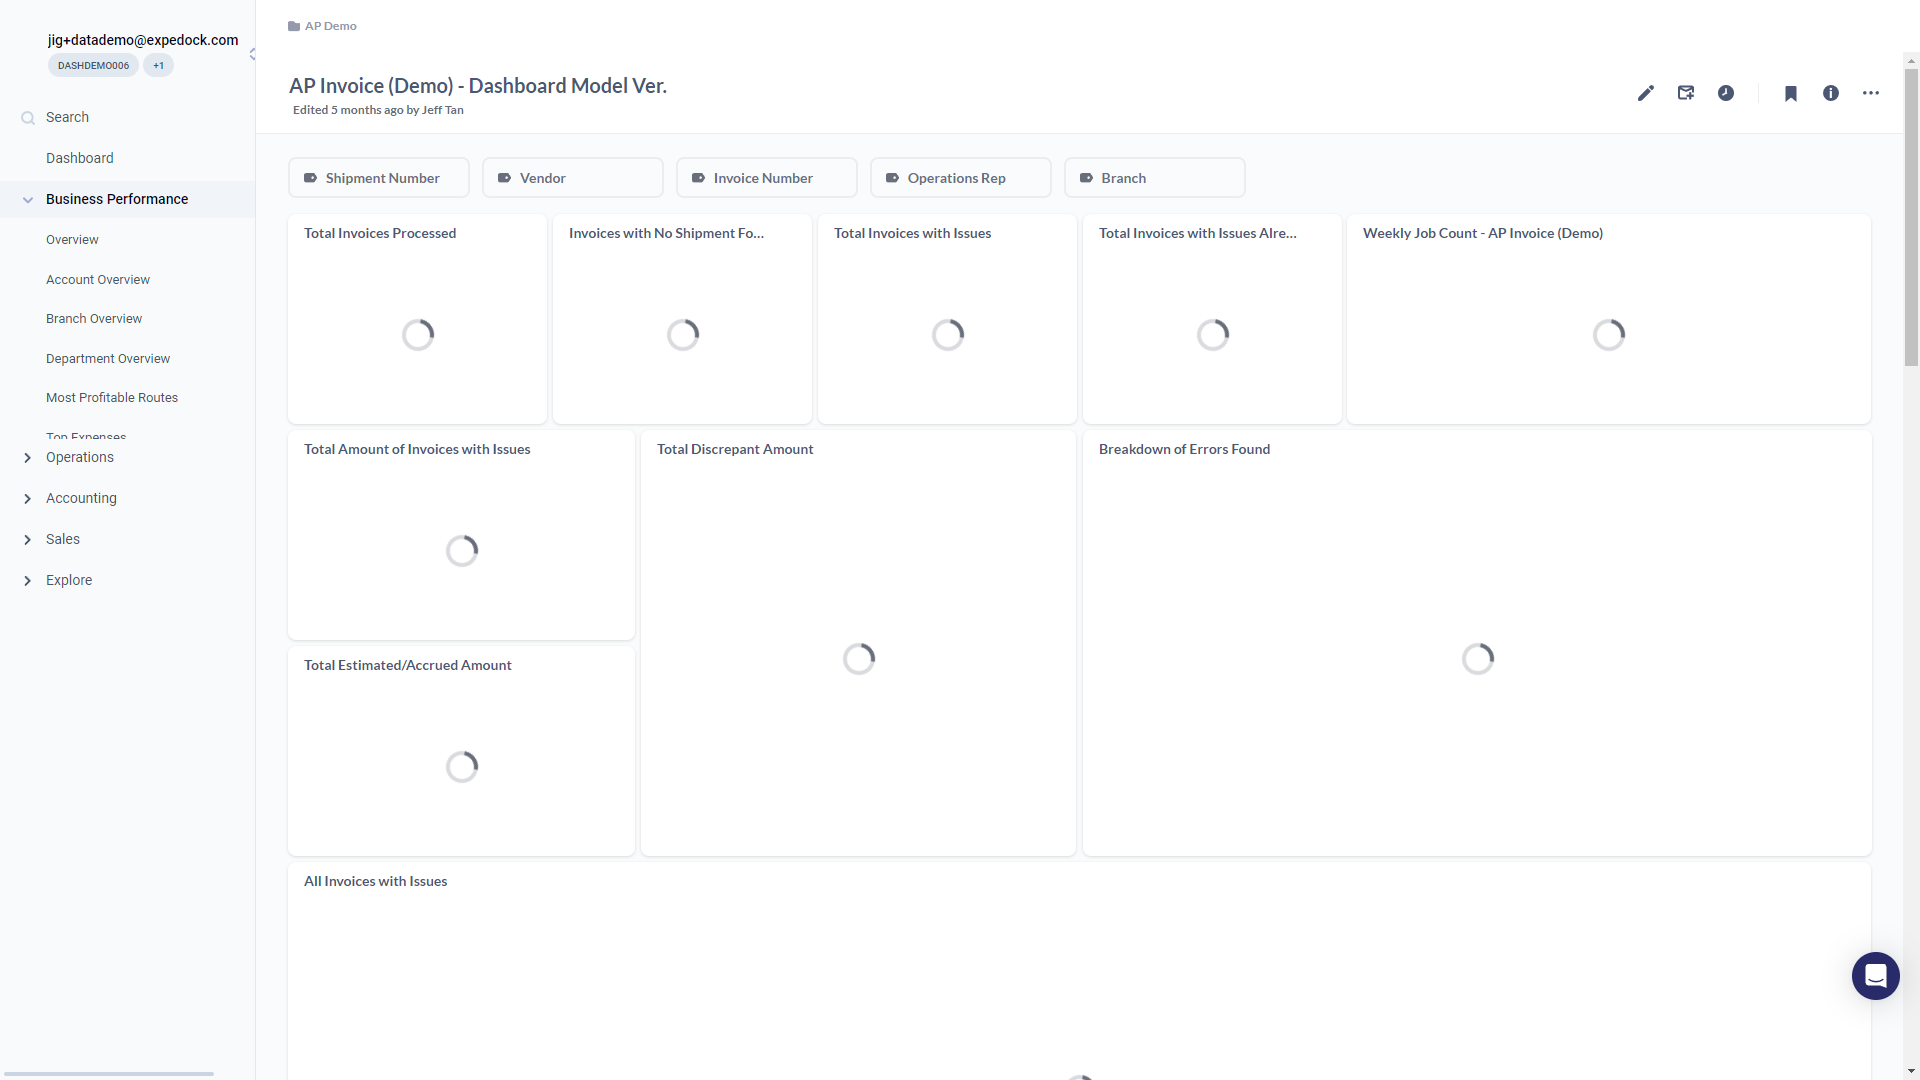 jig+datademo@expedock.com
DASHDEMO006
+1
Search
Dashboard
Business Performance
Overview
Account Overview
Branch Overview
Department Overview
Most Profitable Routes
Top Expenses
Operations
Accounting
Sales
Explore
AP Demo
AP Invoice (Demo) - Dashboard Model Ver.
Edited 5 months ago by Jeff Tan
Shipment Number
Vendor
Invoice Number
Operations Rep
Branch
Total Invoices Processed
Invoices with No Shipment Fo...
Total Invoices with Issues
Total Invoices with Issues Alre...
Weekly Job Count - AP Invoice (Demo)
Total Amount of Invoices with Issues
Total Discrepant Amount
Breakdown of Errors Found
Total Estimated/Accrued Amount
All Invoices with Issues